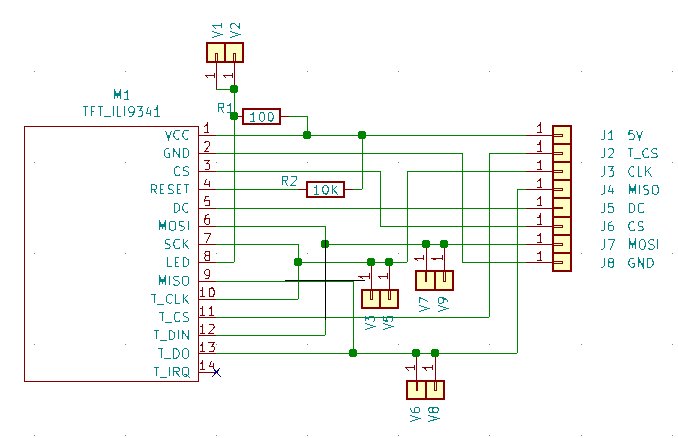 V1 V2
1 1
M1
TFT_ILI9341
R1 100
VCC 1
GND 2
CS 3
RESET 4
DC 5
MOSI 6
SCK 7
LED 8
MISO 9
T_CLK 10
T_CS 11
T_DIN 12
T_DO 13
T_IRQ 14
R2 10K
1 J1 5V
1 J2 T_CS
1 J3 CLK
1 J4 MISO
1 J5 DC
1 J6 CS
1 J7 MOSI
1 J8 GND
1 1
V7 V9
1 1
V3 V5
1 1
V6 V8